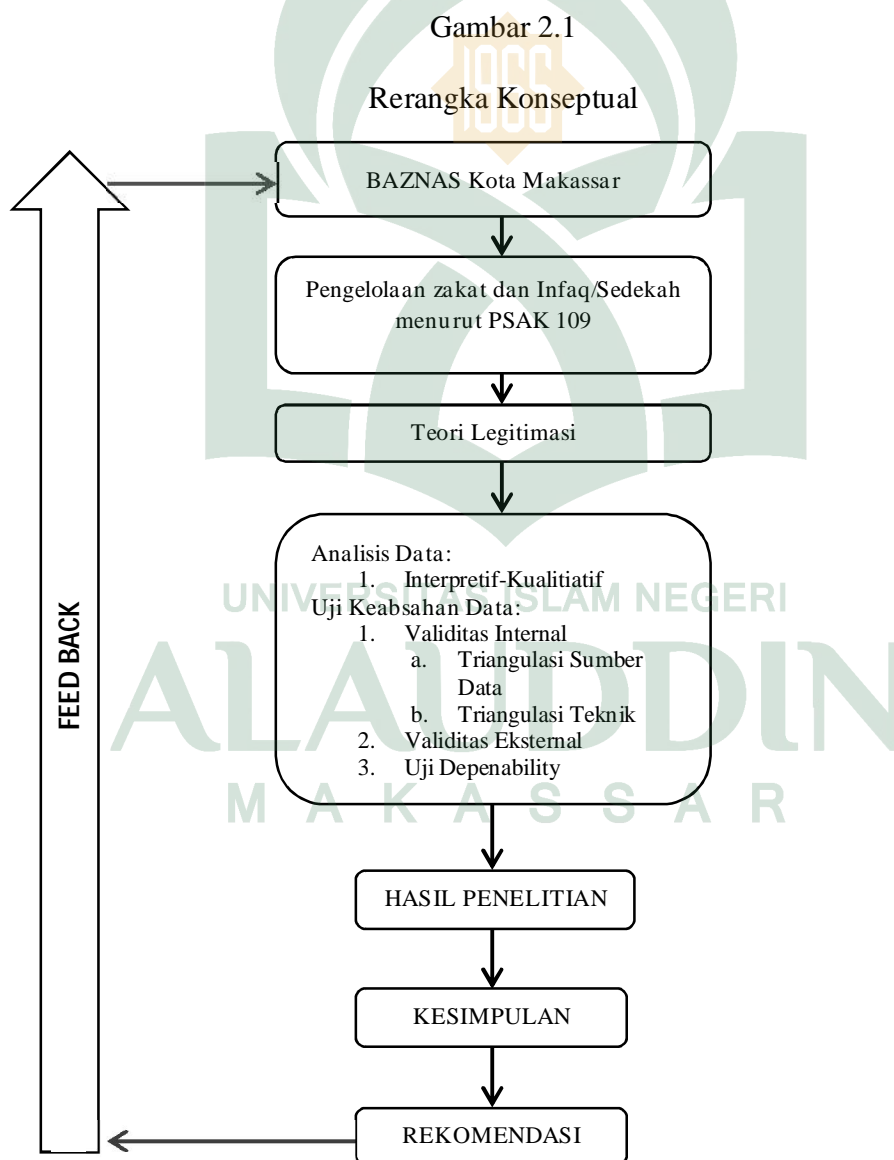 Gambar 2.1
Rerangka Konseptual
BAZNAS Kota Makassar
Pengelolaan zakat dan Infaq/Sedekah
menurut PSAK 109
Teori Legitimasi
Analisis Data:
1. Interpretif-Kualitiatif
Uji Keabsahan Data:
1. Validitas Internal
a. Triangulasi Sumber
Data
b. Triangulasi Teknik
2. Validitas Eksternal
3. Uji Depenability
HASIL PENELITIAN
KESIMPULAN
REKOMENDASI
FEED BACK
UNIVERSITAS ISLAM NEGERI
ALAUDDIN
MAKASSAR